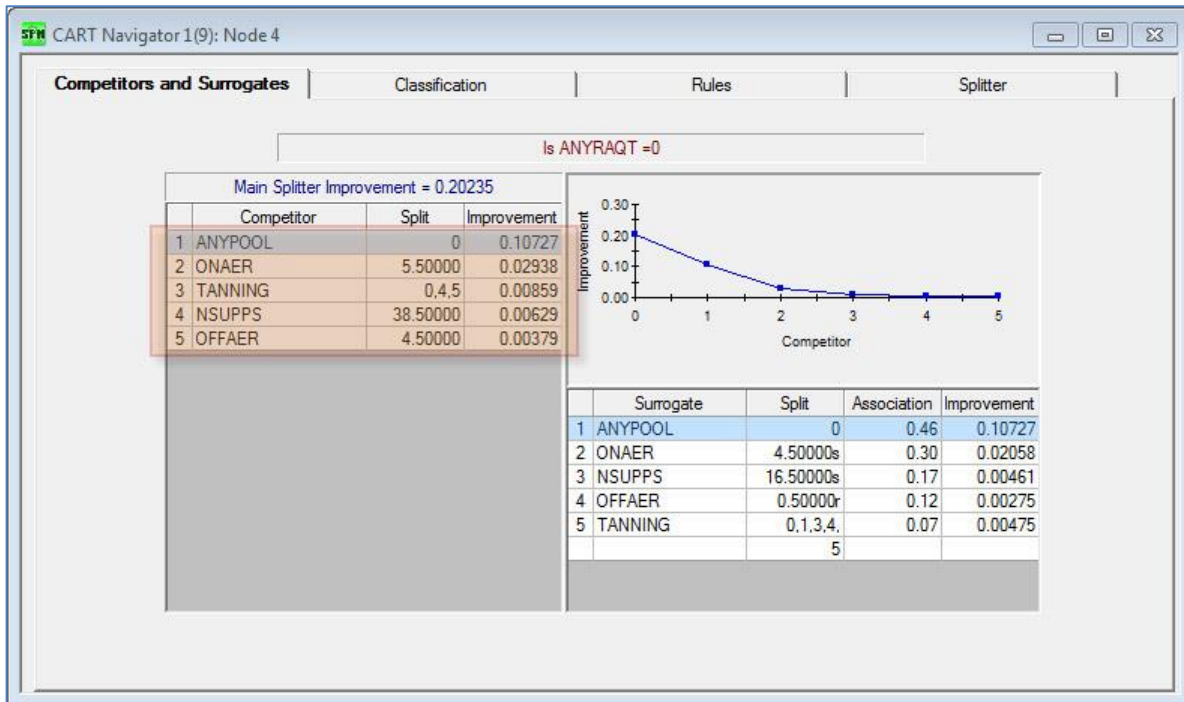 SFM CART Navigator 1(9): Node 4
Competitors and Surrogates Classification Rules Splitter
Is ANYRAQT =0
Main Splitter Improvement = 0.20235
Competitor Split Improvement
1 ANYPOOL 0 0.10727
2 ONAER 5.50000 0.02938
3 TANNING 0,4,5 0.00859
4 NSUPPS 38.50000 0.00629
5 OFFAER 4.50000 0.00379
Improvement
0.30
0.20
0.10
0.00
0 1 2 3 4 5
Competitor
Surrogate Split Association Improvement
1 ANYPOOL 0 0.46 0.10727
2 ONAER 4.50000s 0.30 0.02058
3 NSUPPS 16.50000s 0.17 0.00461
4 OFFAER 0.50000r 0.12 0.00275
5 TANNING 0,1,3,4, 0.07 0.00475
5